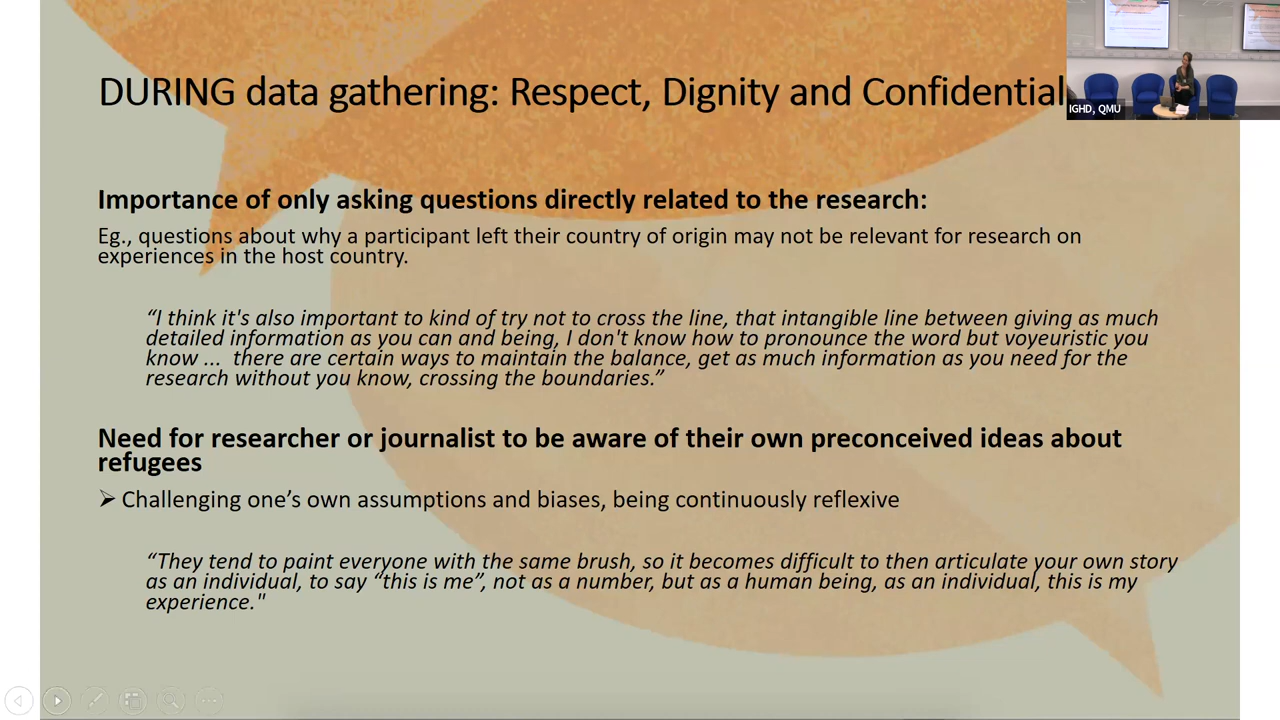 DURING data gathering: Respect, Dignity and Confidential
IGHD, QMU
Importance of only asking questions directly related to the research:
Eg., questions about why a participant left their country of origin may not be relevant for research on
experiences in the host country.
“I think it's also important to kind of try not to cross the line, that intangible line between giving as much
detailed information as you can and being, I don't know how to pronounce the word but voyeuristic you
know ...  there are certain ways to maintain the balance, get as much information as you need for the
research without you know, crossing the boundaries.”
Need for researcher or journalist to be aware of their own preconceived ideas about
refugees
➢ Challenging one’s own assumptions and biases, being continuously reflexive
“They tend to paint everyone with the same brush, so it becomes difficult to then articulate your own story
as an individual, to say “this is me”, not as a number, but as a human being, as an individual, this is my
experience."